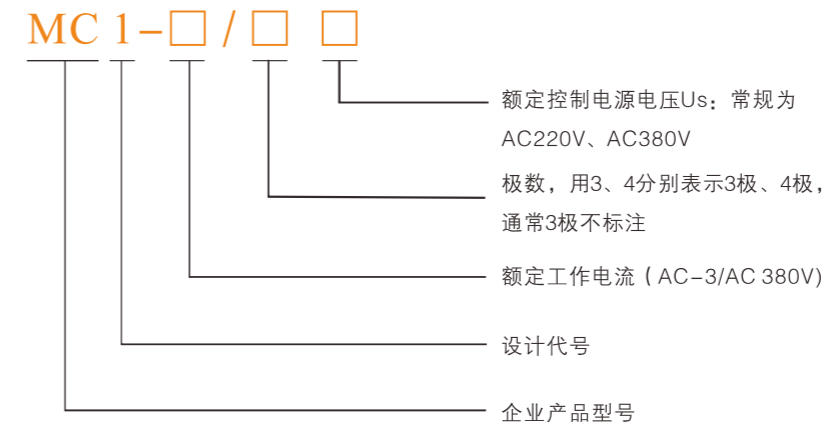 MC 1-□ / □ □
额定控制电源电压Us：常规为
AC220V、AC380V
极数，用3、4分别表示3极、4极，
通常3极不标注
额定工作电流（AC-3/AC 380V)
设计代号
企业产品型号